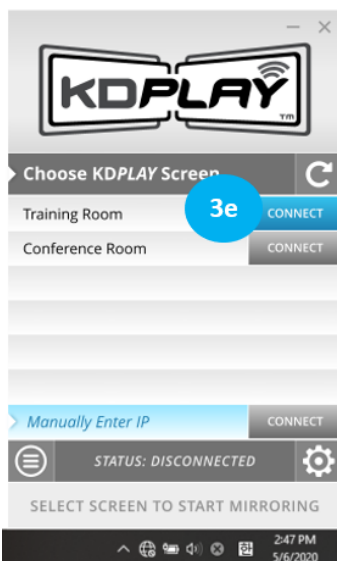 KDPLAY TM
Choose KDPLAY Screen
3e
Training Room CONNECT
Conference Room CONNECT
Manually Enter IP CONNECT
STATUS: DISCONNECTED
SELECT SCREEN TO START MIRRORING
2:47 PM
5/6/2020